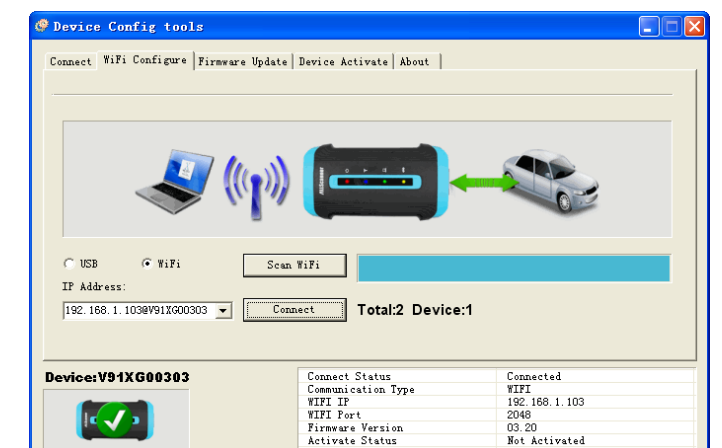 Device Config tools
Connect WiFi Configure Firmware Update Device Activate About
USB WiFi Scan WiFi
IP Address:
192.168.1.103@V91XG00303 Connect Total:2 Device:1
Device:V91XG00303
Connect Status Connected
Communication Type WIFI
WIFI IP 192.168.1.103
WIFI Port 2048
Firmware Version 03.20
Activate Status Not Activated